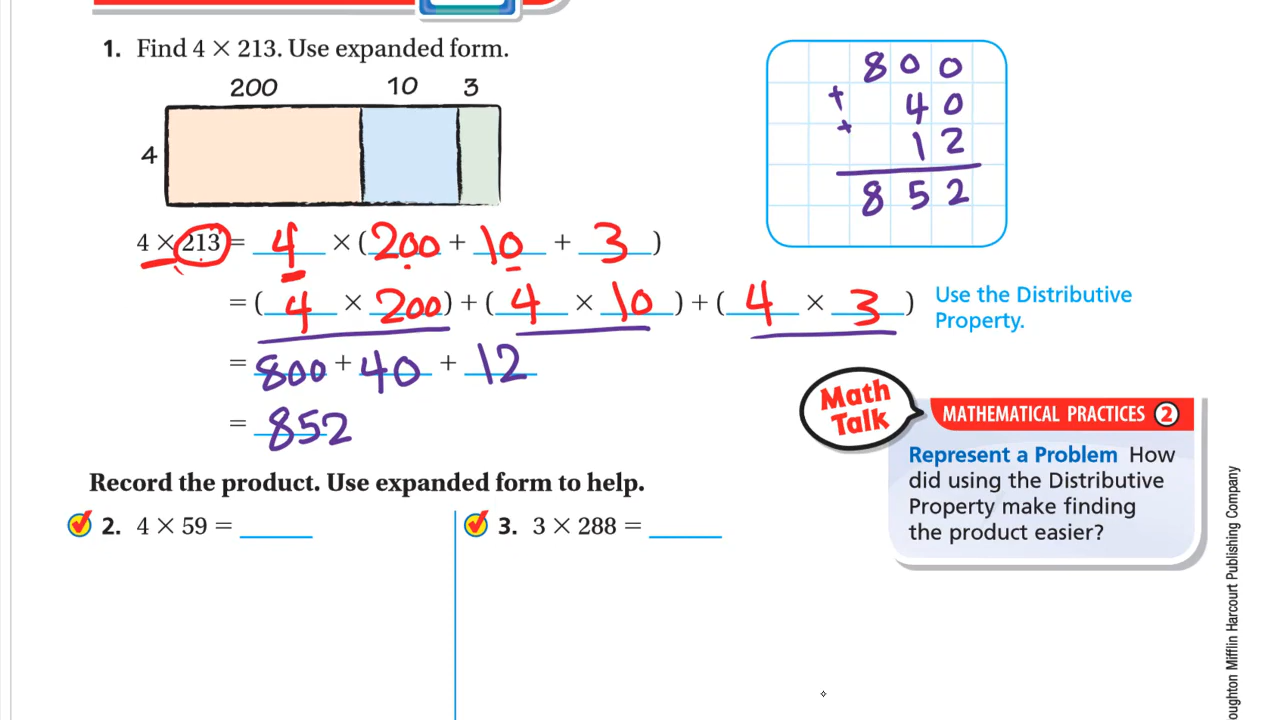 1. Find 4 × 213. Use expanded form.
200 10 3
4
4 × 213 = 4 × (200 + 10 + 3)
= (4 × 200) + (4 × 10) + (4 × 3)
= 800 + 40 + 12
= 852
800
+ 40
+ 12
852
Use the Distributive
Property.
Math
Talk
MATHEMATICAL PRACTICES 2
Represent a Problem How
did using the Distributive
Property make finding
the product easier?
Record the product. Use expanded form to help.
2. 4 × 59 =
3. 3 × 288 =
oughton Mifflin Harcourt Publishing Company